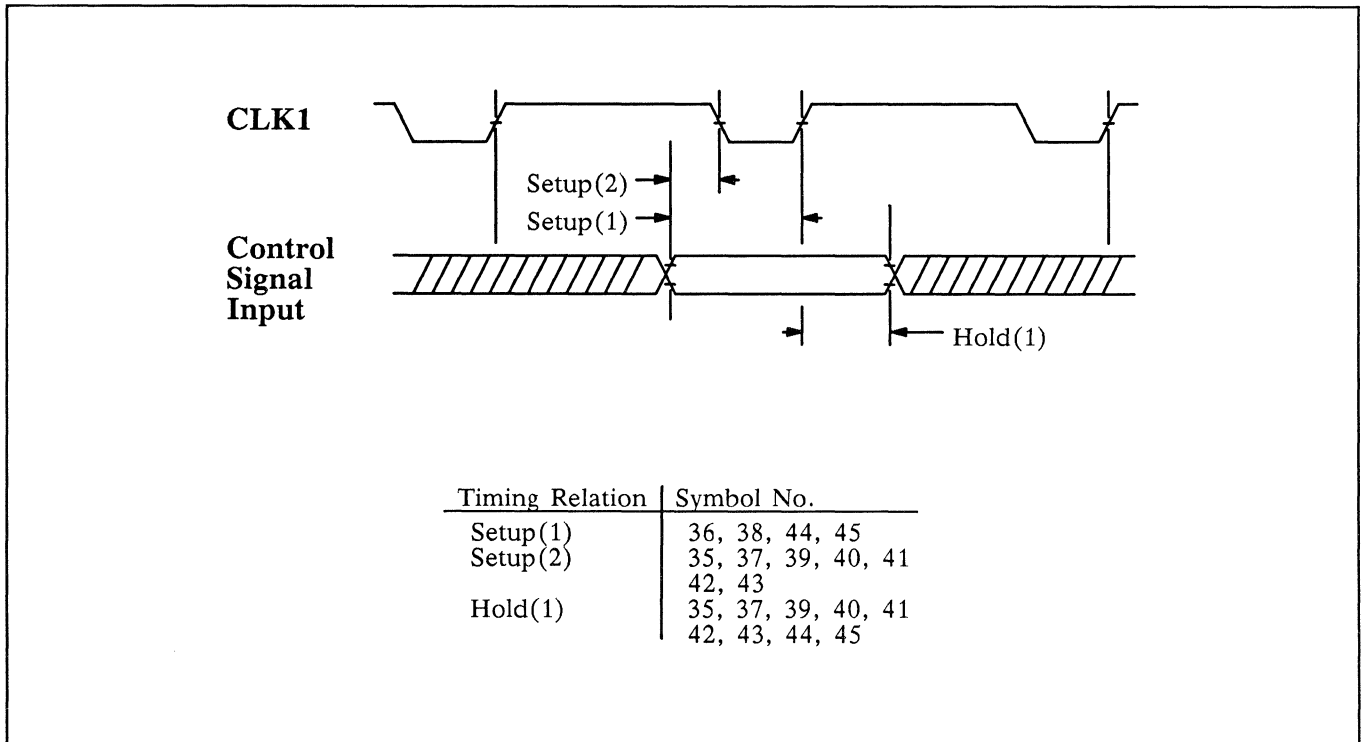 CLK1
Setup(2)
Setup(1)
Control
Signal
Input
Hold(1)
Timing Relation Symbol No.
Setup(1) 36, 38, 44, 45
Setup(2) 35, 37, 39, 40, 41
42, 43
Hold(1) 35, 37, 39, 40, 41
42, 43, 44, 45